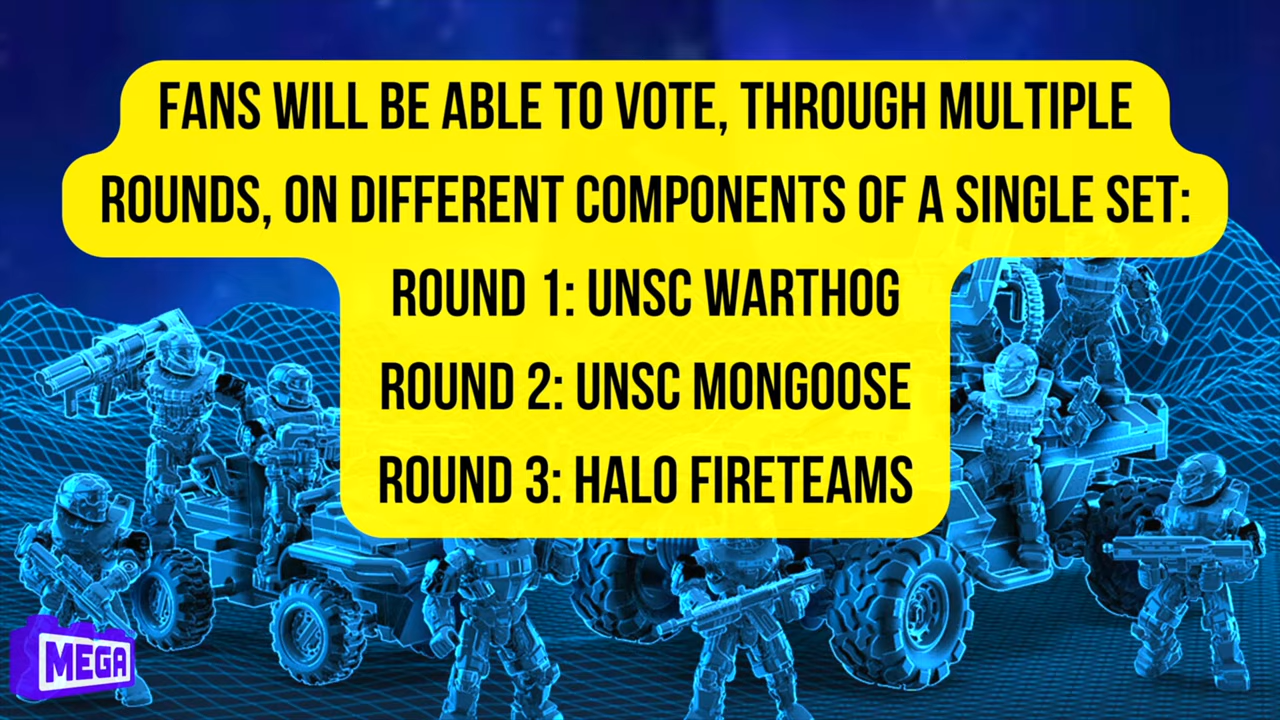 FANS WILL BE ABLE TO VOTE, THROUGH MULTIPLE
ROUNDS, ON DIFFERENT COMPONENTS OF A SINGLE SET:
ROUND 1: UNSC WARTHOG
ROUND 2: UNSC MONGOOSE
ROUND 3: HALO FIRETEAMS
MEGA